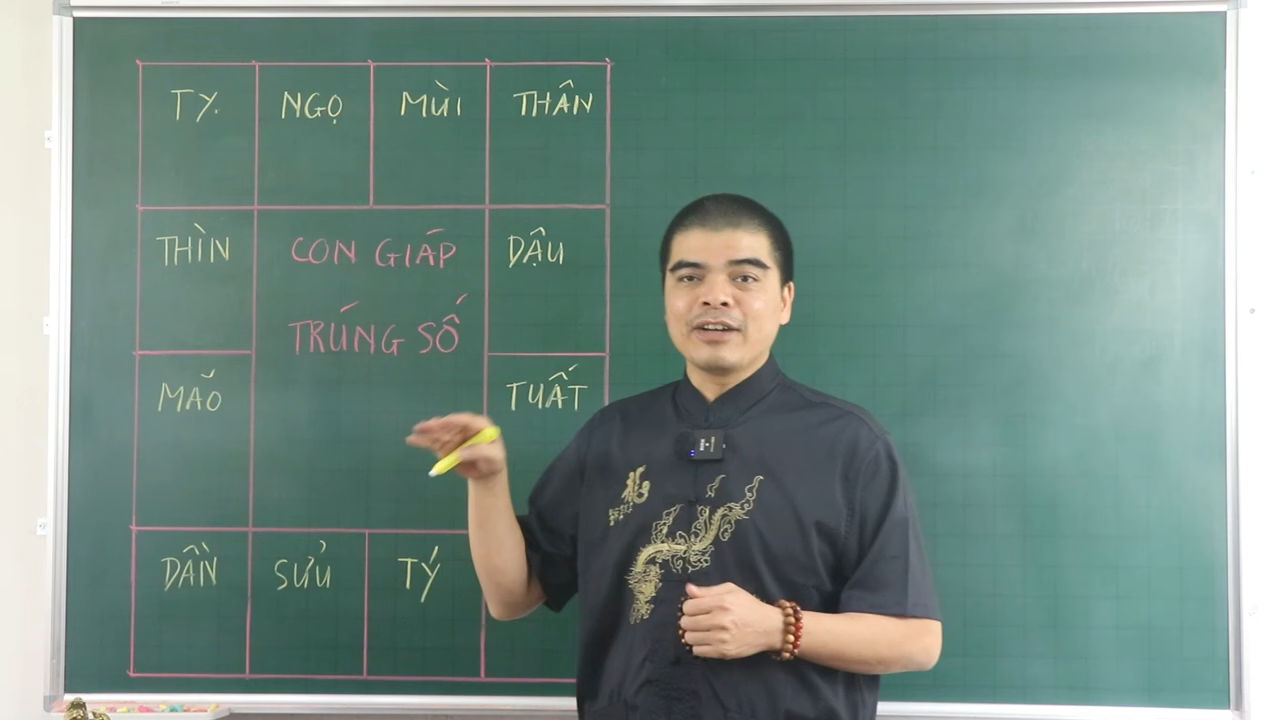 TỴ NGỌ MÙI THÂN
THÌN CON GIÁP DẬU
TRÚNG SỐ
MÃO TUẤT
DẦN SỬU TÝ